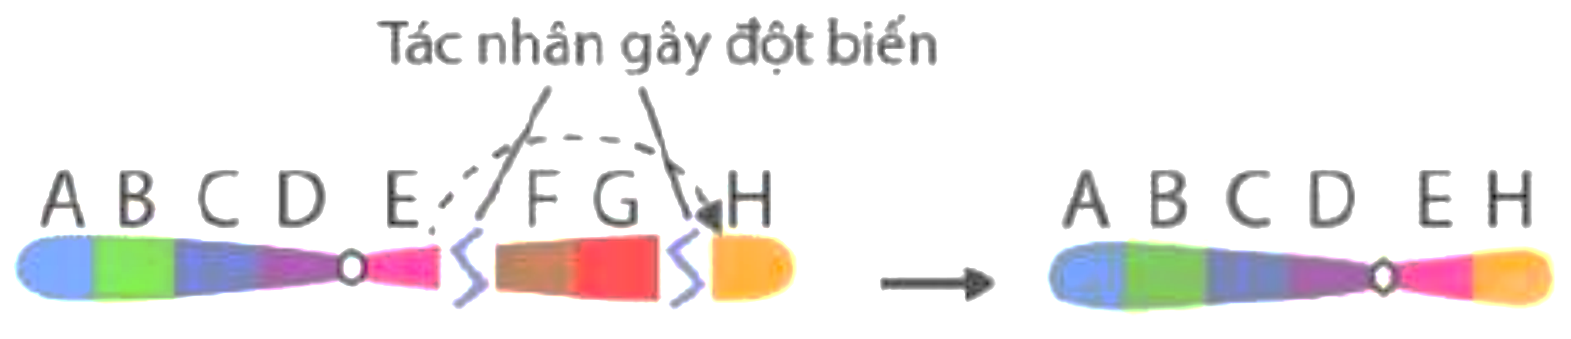 Tác nhân gây đột biến
A B C D E F G H
A B C D E H